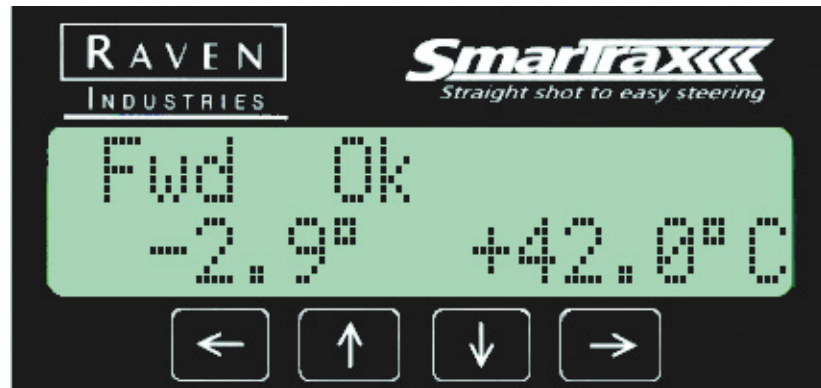 RAVEN
INDUSTRIES
SmarTrax
Straight shot to easy steering
Fwd Ok
-2.9° +42.0°C
← ↑ ↓ →